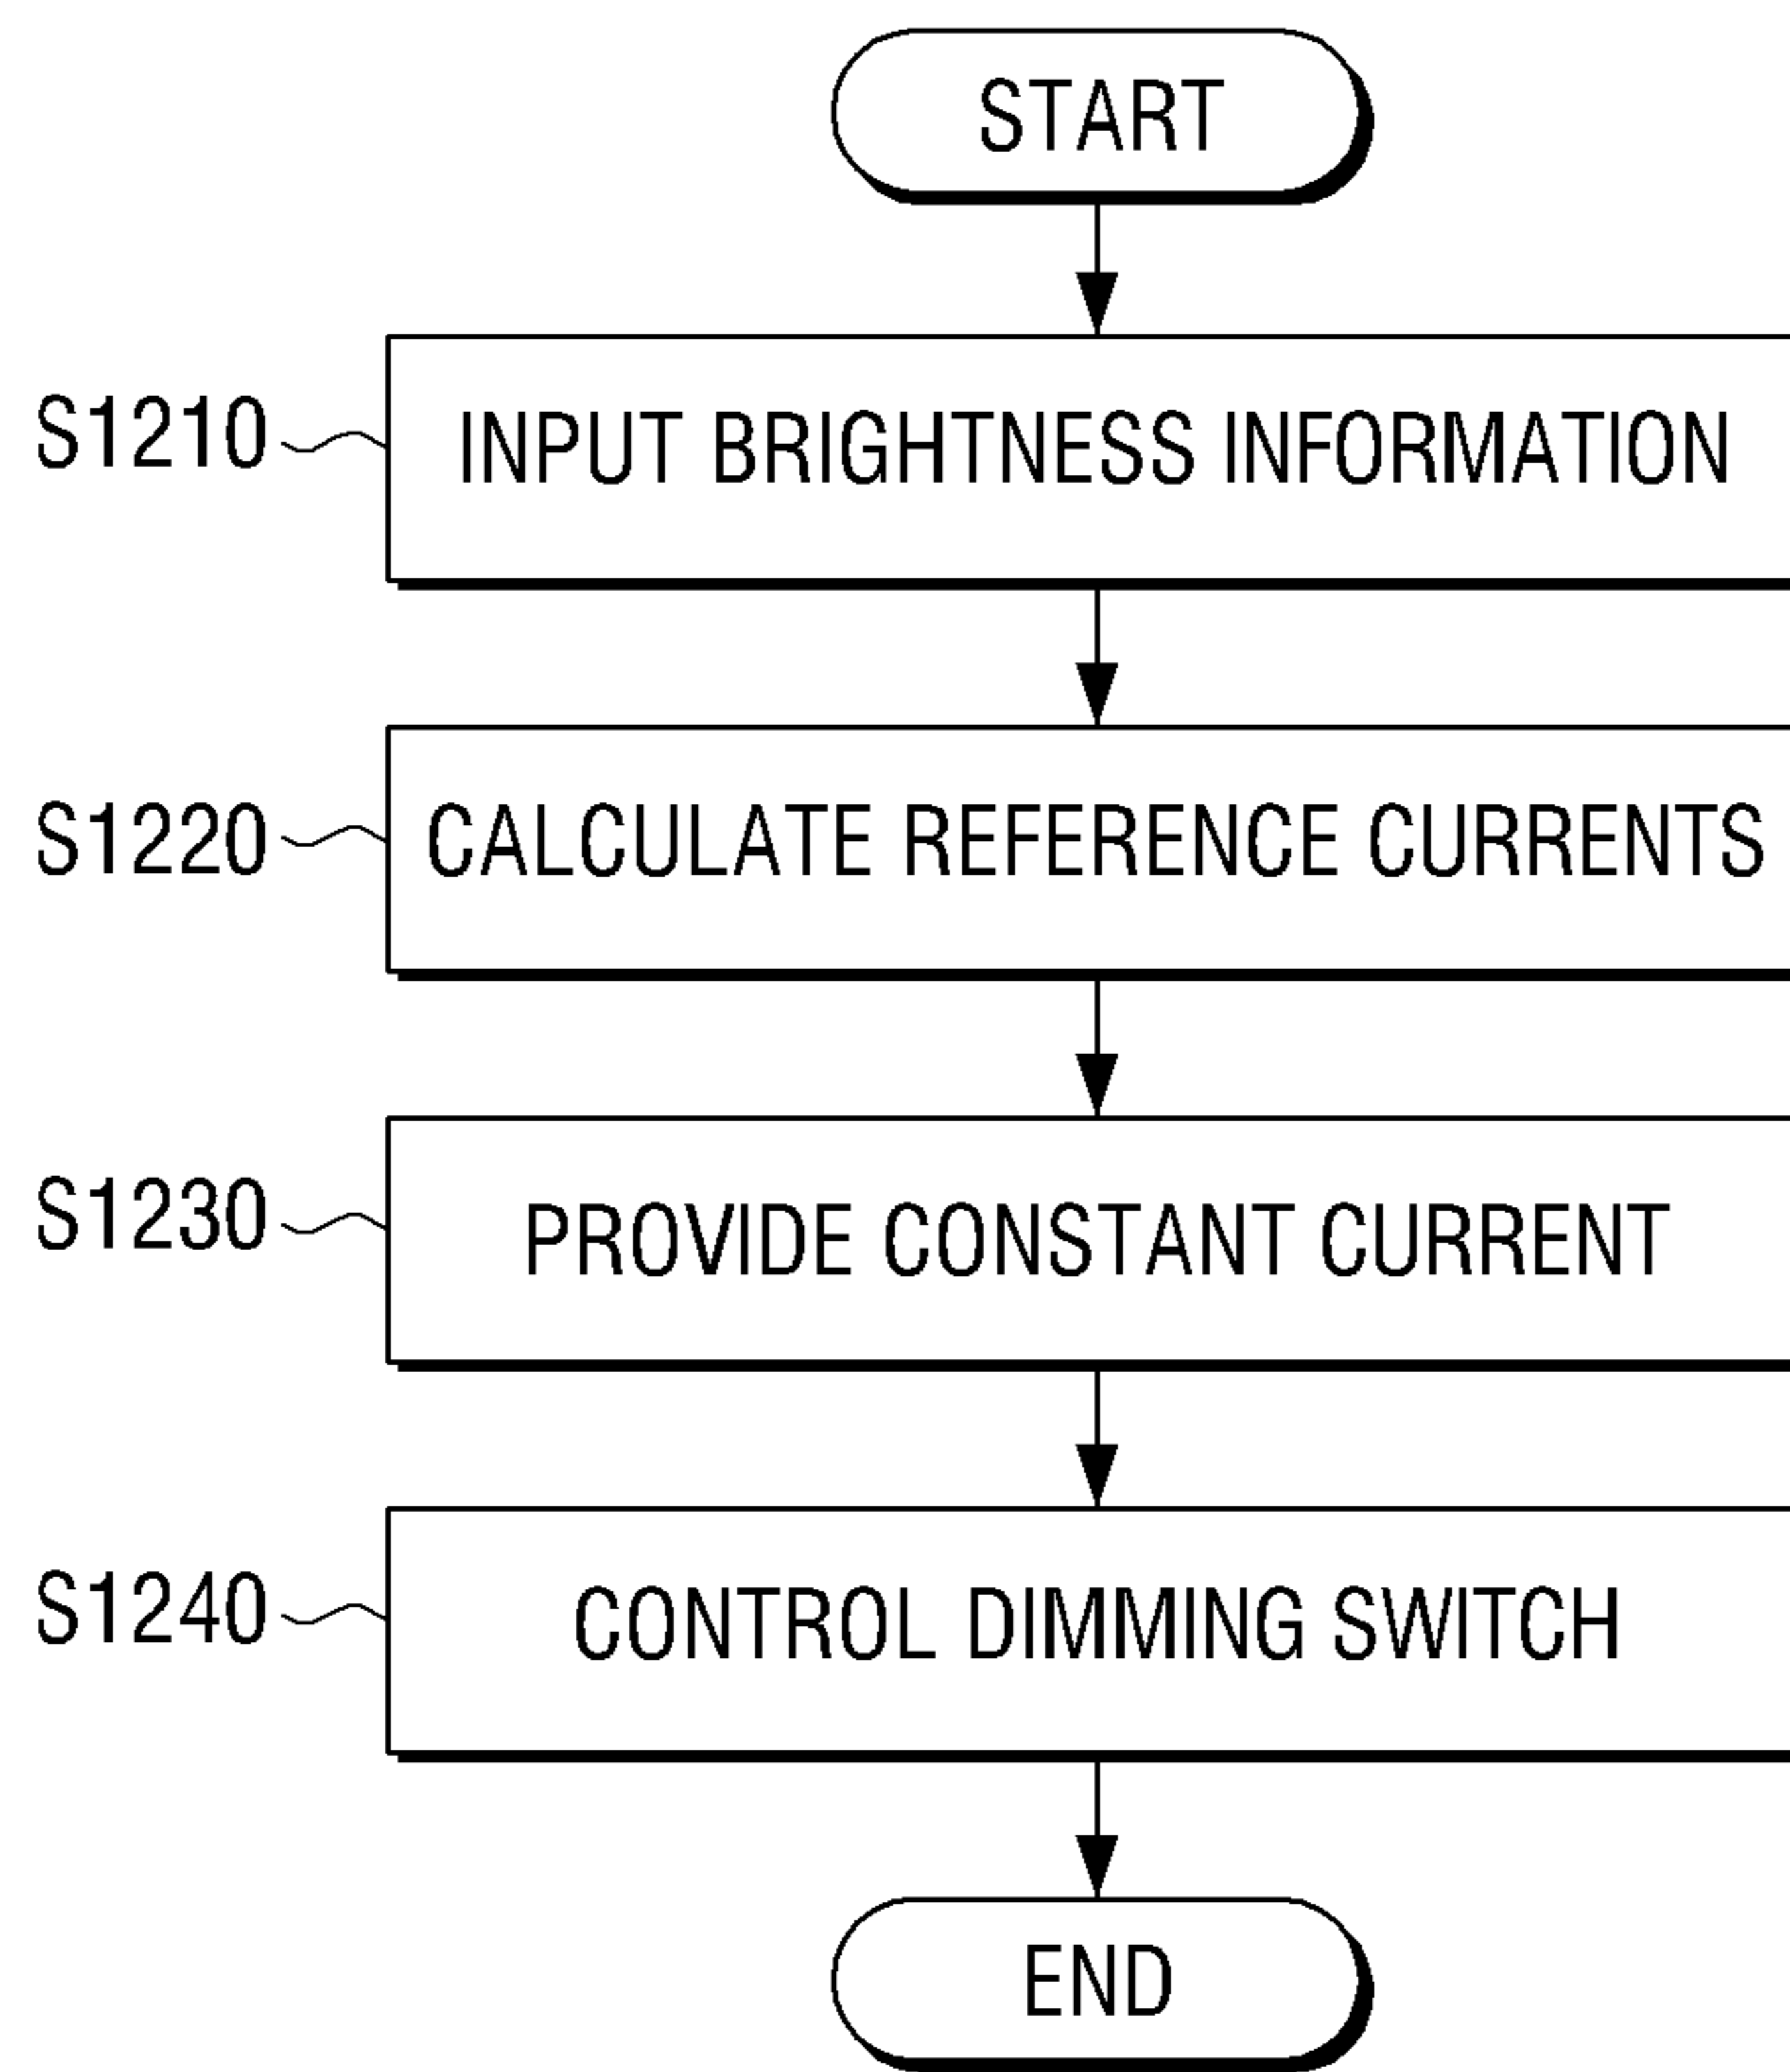 START
S1210 INPUT BRIGHTNESS INFORMATION
S1220 CALCULATE REFERENCE CURRENTS
S1230 PROVIDE CONSTANT CURRENT
S1240 CONTROL DIMMING SWITCH
END